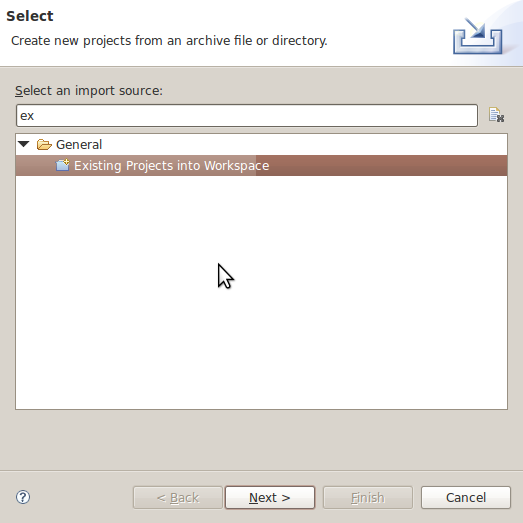 Select
Create new projects from an archive file or directory.
Select an import source:
ex
General
Existing Projects into Workspace
? < Back Next > Finish Cancel